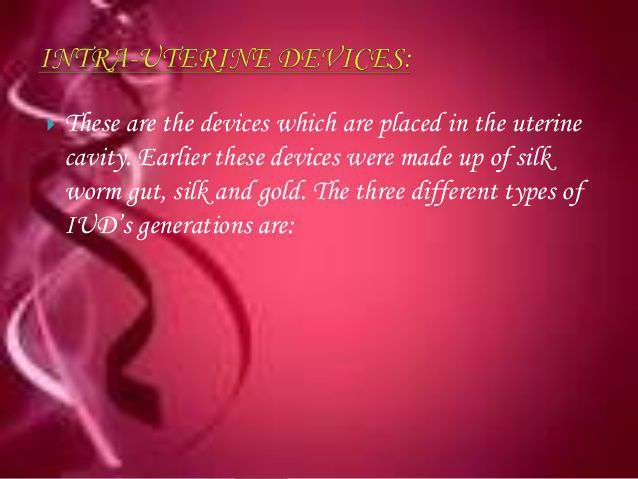 INTRA-UTERINE DEVICES:
These are the devices which are placed in the uterine
cavity. Earlier these devices were made up of silk
worm gut, silk and gold. The three different types of
IUD's generations are: